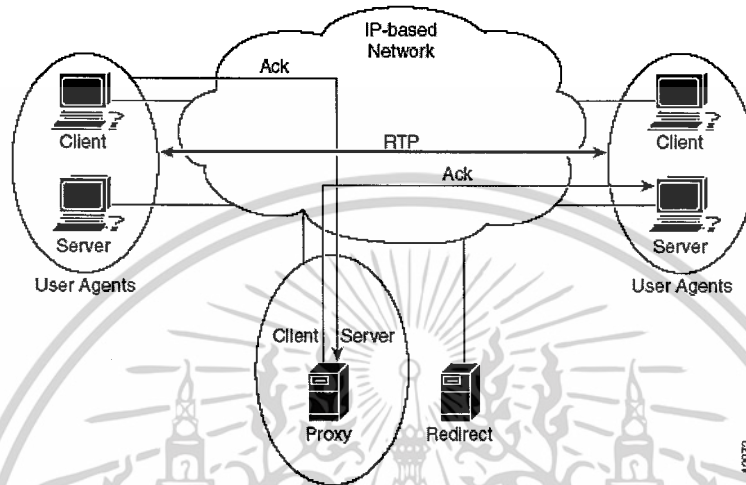 IP-based
Network
Ack
Client
RTP
Client
Ack
Server
Server
User Agents
User Agents
Client
Server
Proxy
Redirect